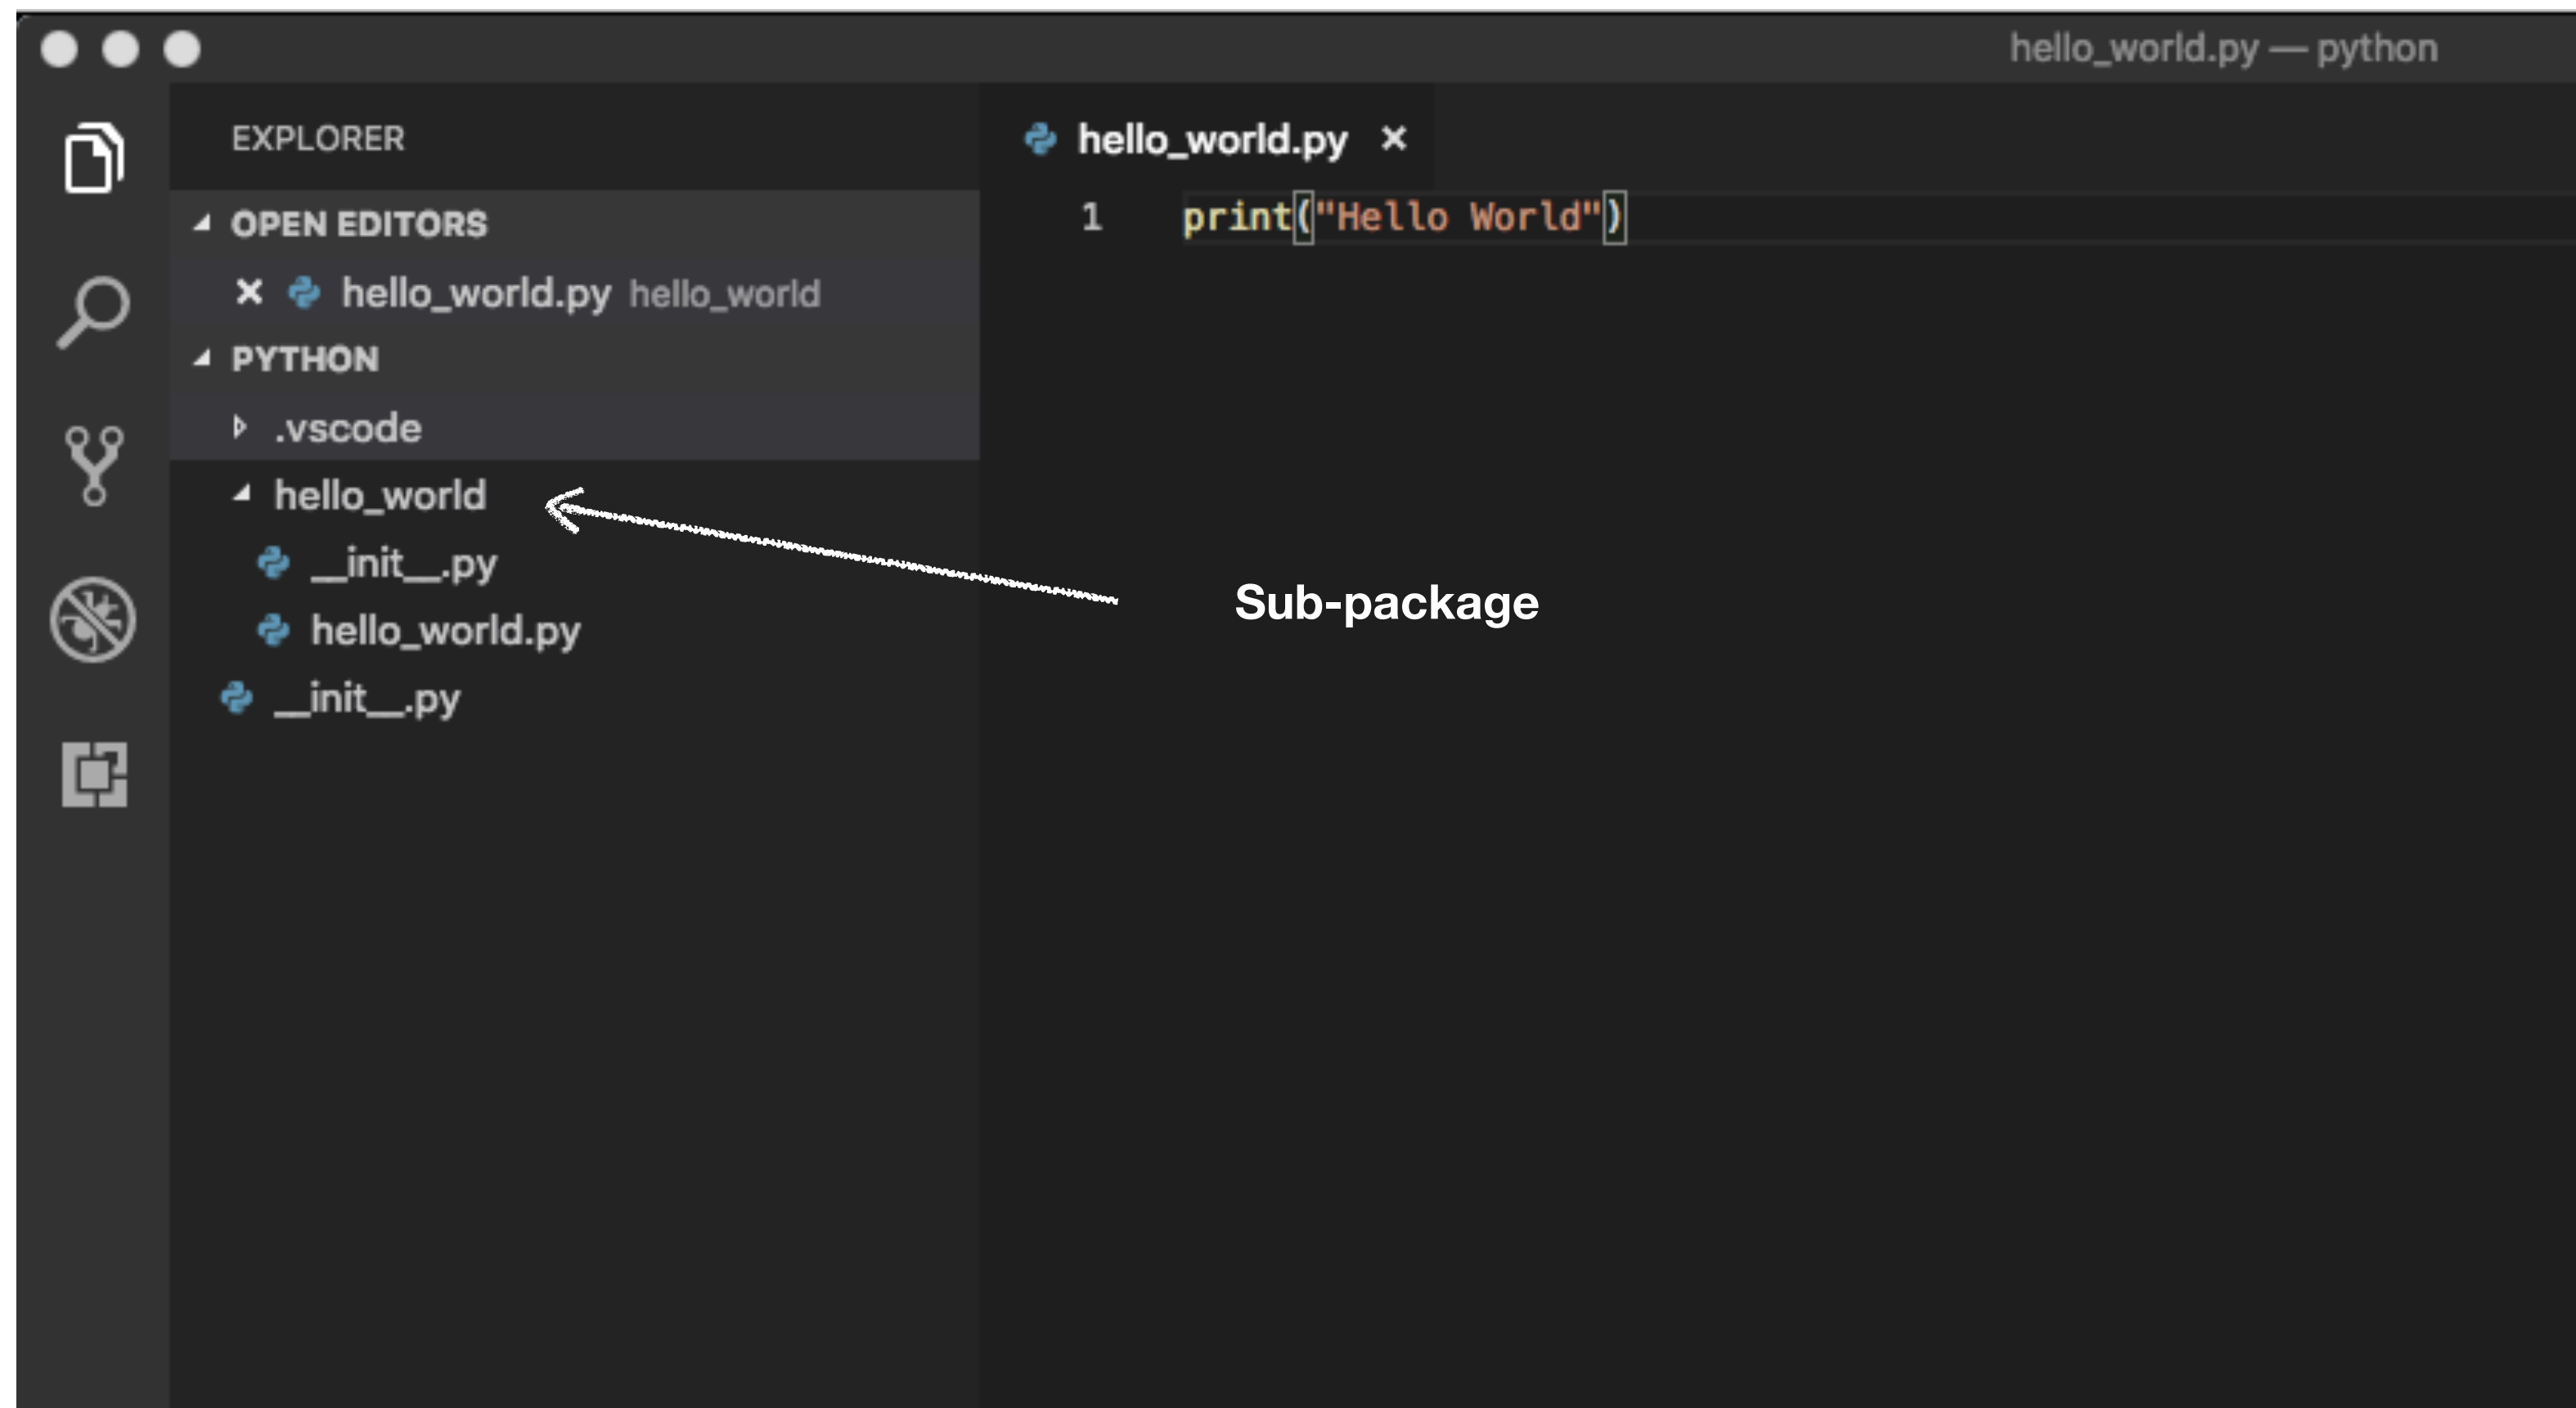 hello_world.py — python
EXPLORER
OPEN EDITORS
hello_world.py hello_world
PYTHON
.vscode
hello_world
__init__.py
hello_world.py
__init__.py
hello_world.py
1 print("Hello World")
Sub-package